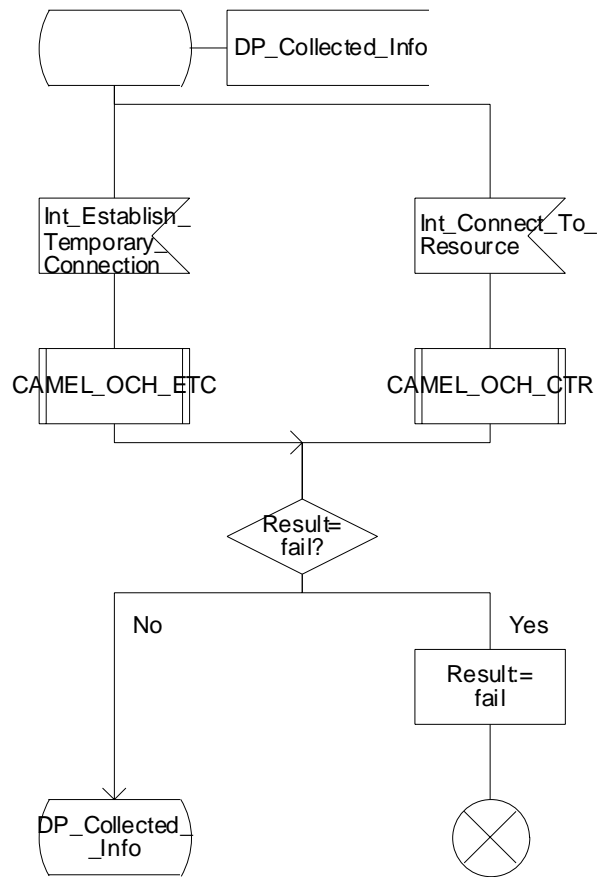 DP_Collected_Info
Int_Establish_
Temporary_
Connection
Int_Connect_To_
Resource
CAMEL_OCH_ETC
CAMEL_OCH_CTR
Result=
fail?
No
Yes
Result:=
fail
DP_Collected_
_Info